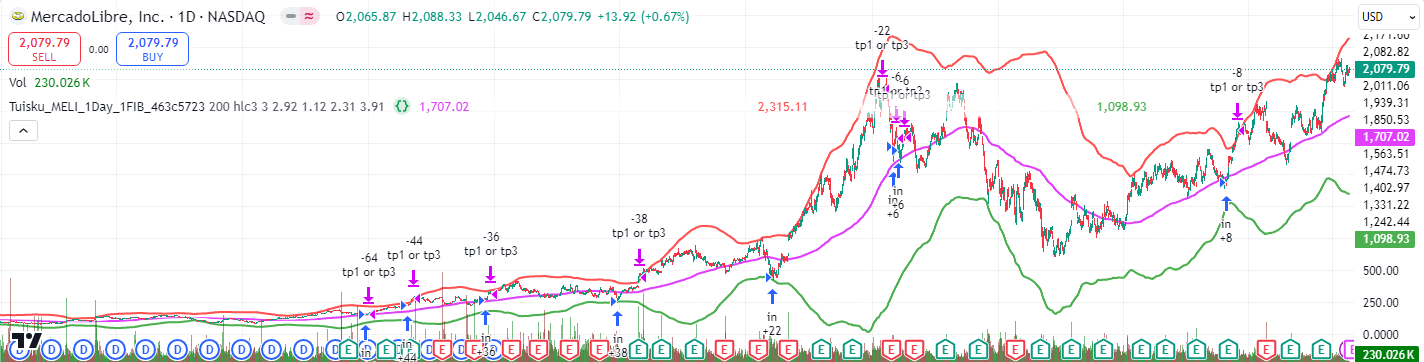 MercadoLibre, Inc. · 1D · NASDAQ
O2,065.87 H2,088.33 L2,046.67 C2,079.79 +13.92 (+0.67%)
USD
2,079.79
SELL
0.00
2,079.79
BUY
Vol 230.026 K
Tuisku_MELI_1Day_1FIB_463c5723 200 hlc3 3 2.92 1.12 2.31 3.91 {} 1,707.02
2,315.11
1,098.93
-22
tp1 or tp3
-6.6
-8
tp1 or tp3
-38
tp1 or tp3
-36
tp1 or tp3
-44
tp1 or tp3
-64
tp1 or tp3
in
+44
in
+36
in
+38
in
+22
in
+6
in
+8
2,171.60
2,082.82
2,079.79
2,011.06
1,939.31
1,850.53
1,707.02
1,563.51
1,474.73
1,402.97
1,331.22
1,242.44
1,098.93
500.00
250.00
0.0000
230.026 K
D D D D D D D D D D D E D E D E E E E E E E E E E E E E E E E E E E E E E E E E E E